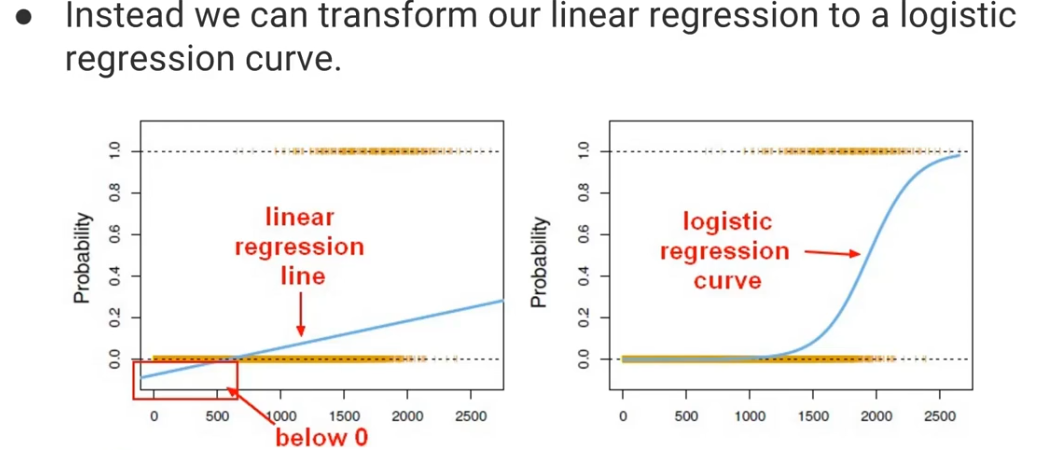 ● Instead we can transform our linear regression to a logistic
regression curve.
Probability
0.0 0.2 0.4 0.6 0.8 1.0
linear
regression
line
0 500 1000 1500 2000 2500
below 0
Probability
0.0 0.2 0.4 0.6 0.8 1.0
logistic
regression
curve
0 500 1000 1500 2000 2500